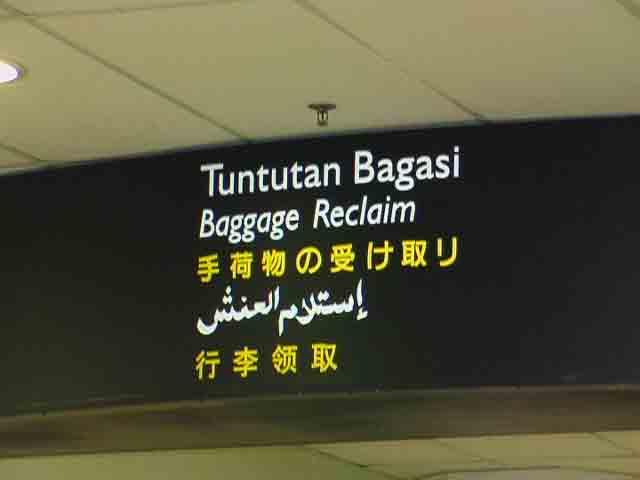 Tuntutan Bagasi
Baggage Reclaim
手荷物の受け取り
إستلام العفش
行李领取